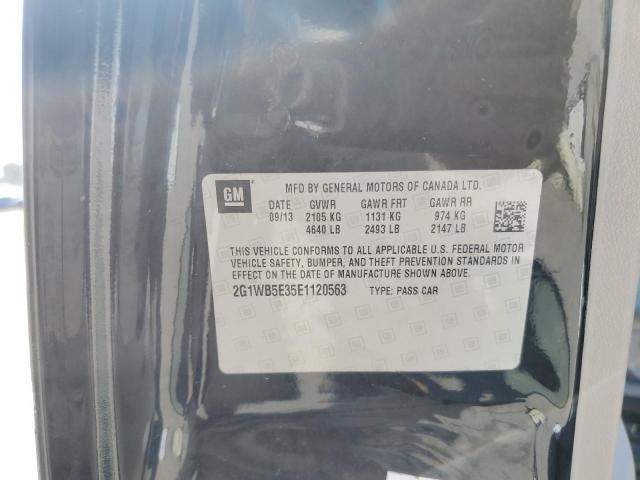 GM
MFD BY GENERAL MOTORS OF CANADA LTD.
DATE GVWR GAWR FRT GAWR RR
09/13 2105 KG 1131 KG 974 KG
4640 LB 2493 LB 2147 LB
THIS VEHICLE CONFORMS TO ALL APPLICABLE U.S. FEDERAL MOTOR
VEHICLE SAFETY, BUMPER, AND THEFT PREVENTION STANDARDS IN
EFFECT ON THE DATE OF MANUFACTURE SHOWN ABOVE.
2G1WB5E35E1120563 TYPE: PASS CAR